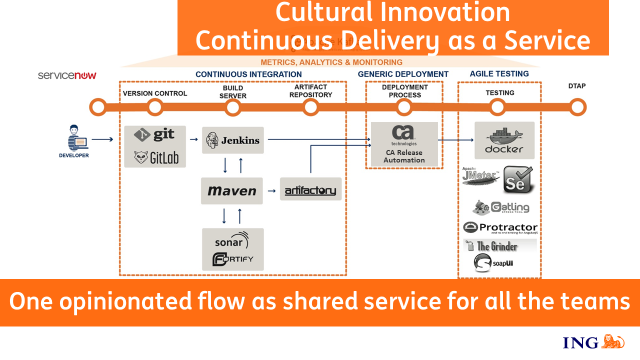 Cultural Innovation
Continuous Delivery as a Service
METRICS, ANALYTICS & MONITORING
servicenow
CONTINUOUS INTEGRATION
GENERIC DEPLOYMENT
AGILE TESTING
VERSION CONTROL
BUILD
SERVER
ARTIFACT
REPOSITORY
DEPLOYMENT
PROCESS
TESTING
DTAP
DEVELOPER
git
GitLab
Jenkins
maven
artifactory
sonar
FORTIFY
ca
technologies
CA Release
Automation
docker
Apache
JMeter
Se
Gatling
Protractor
The Grinder
soapUI
One opinionated flow as shared service for all the teams
ING